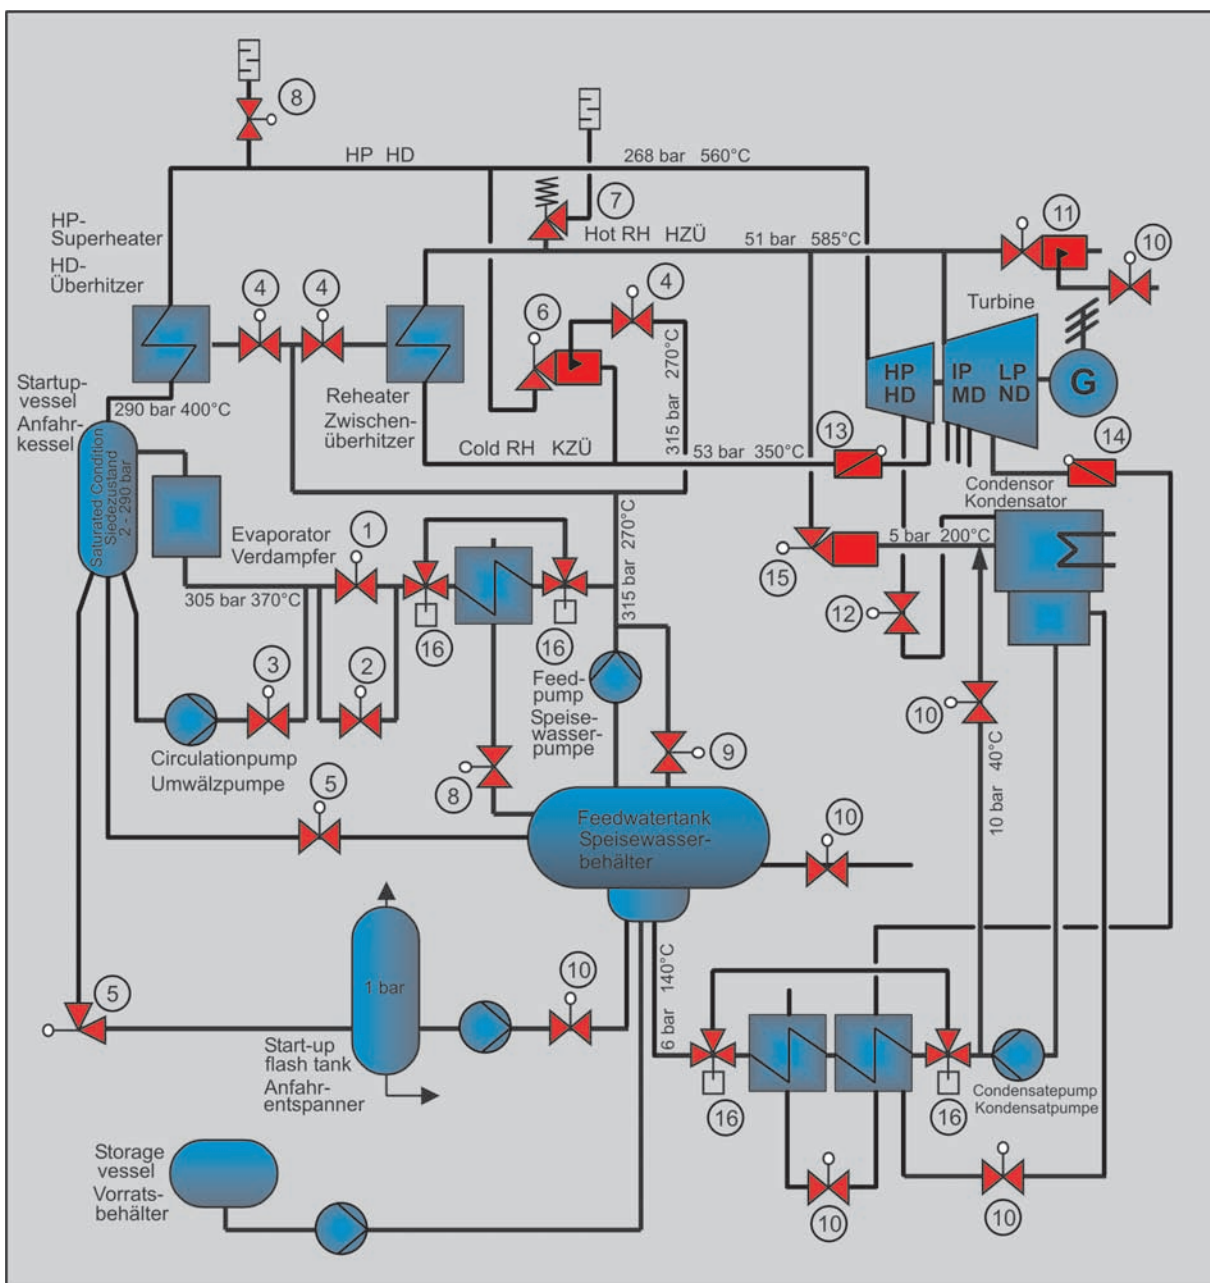 8
HP HD
268 bar 560°C
7
11
HP-
Superheater
HD-
Überhitzer
Hot RH HZÜ
51 bar 585°C
10
4
4
6
4
Turbine
315 bar 270°C
HP
HD
IP
MD
LP
ND
G
Startup-
vessel
Anfahr-
kessel
290 bar 400°C
Reheater
Zwischen-
überhitzer
Cold RH KZÜ
53 bar 350°C
13
14
Saturated Condition
Siedezustand
2 - 290 bar
Condensor
Kondensator
Evaporator
Verdampfer
1
315 bar 270°C
5 bar 200°C
15
305 bar 370°C
12
16
16
3
2
Feed-
pump
Speise-
wasser-
pumpe
10
Circulationpump
Umwälzpumpe
9
8
10 bar 40°C
5
Feedwatertank
Speisewasser-
behälter
10
1 bar
10
6 bar 140°C
5
Start-up
flash tank
Anfahr-
entspanner
Condensatepump
Kondensatpumpe
16
16
Storage
vessel
Vorrats-
behälter
10
10